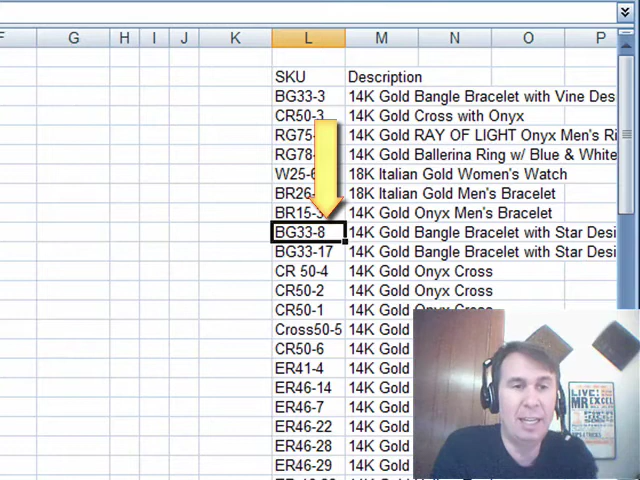 F G H I J K L M N O P
SKU Description
BG33-3 14K Gold Bangle Bracelet with Vine Des
CR50-3 14K Gold Cross with Onyx
RG75- 14K Gold RAY OF LIGHT Onyx Men's Ri
RG78- 14K Gold Ballerina Ring w/ Blue & White
W25-6 18K Italian Gold Women's Watch
BR26- 18K Italian Gold Men's Bracelet
BR15-3 14K Gold Onyx Men's Bracelet
BG33-8 14K Gold Bangle Bracelet with Star Desi
BG33-17 14K Gold Bangle Bracelet with Star Desi
CR 50-4 14K Gold Onyx Cross
CR50-2 14K Gold Onyx Cross
CR50-1 14K Gold Onyx Cross
Cross50-5 14K Gold
CR50-6 14K Gold
ER41-4 14K Gold
ER46-14 14K Gold
ER46-7 14K Gold
ER46-22 14K Gold
ER46-28 14K Gold
ER46-29 14K Gold
LIVE!
MR EXCEL